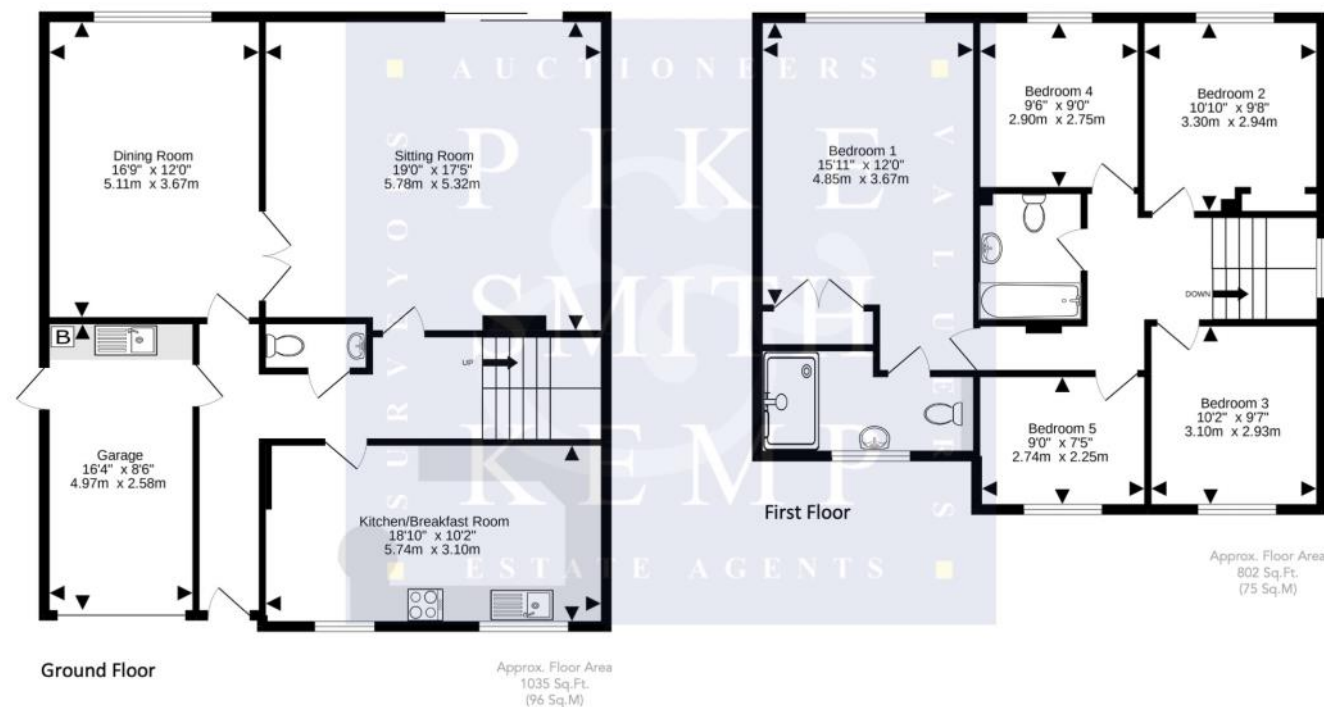 Dining Room
16'9" x 12'0"
5.11m x 3.67m
Sitting Room
19'0" x 17'5"
5.78m x 5.32m
B
UP
Garage
16'4" x 8'6"
4.97m x 2.58m
Kitchen/Breakfast Room
18'10" x 10'2"
5.74m x 3.10m
Ground Floor
Approx. Floor Area
1035 Sq.Ft.
(96 Sq.M)
Bedroom 1
15'11" x 12'0"
4.85m x 3.67m
Bedroom 4
9'6" x 9'0"
2.90m x 2.75m
Bedroom 2
10'10" x 9'8"
3.30m x 2.94m
DOWN
Bedroom 5
9'0" x 7'5"
2.74m x 2.25m
Bedroom 3
10'2" x 9'7"
3.10m x 2.93m
First Floor
Approx. Floor Area
802 Sq.Ft.
(75 Sq.M)
AUCTIONEERS
SURVEYORS
PIKE
&
SMITH
KEMP
VALUERS
ESTATE AGENTS